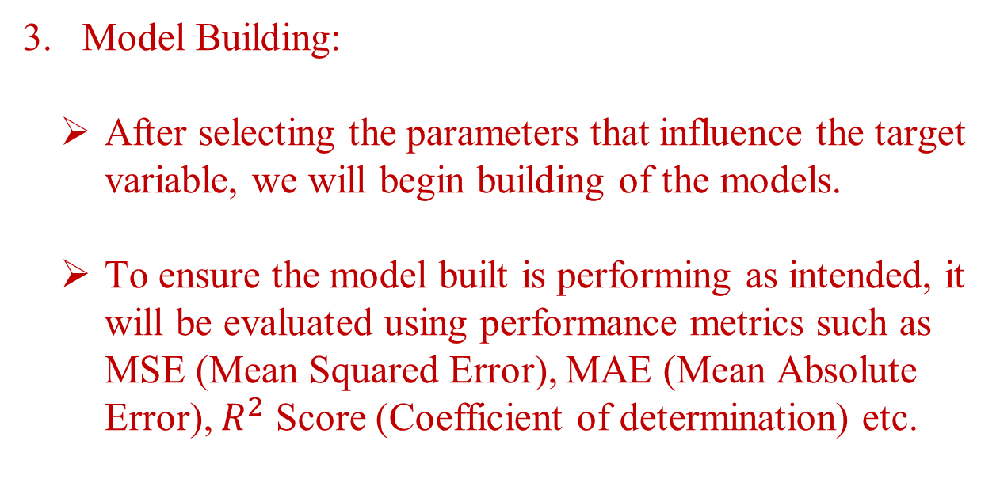 3. Model Building:
➢ After selecting the parameters that influence the target
variable, we will begin building of the models.
➢ To ensure the model built is performing as intended, it
will be evaluated using performance metrics such as
MSE (Mean Squared Error), MAE (Mean Absolute
Error), R² Score (Coefficient of determination) etc.